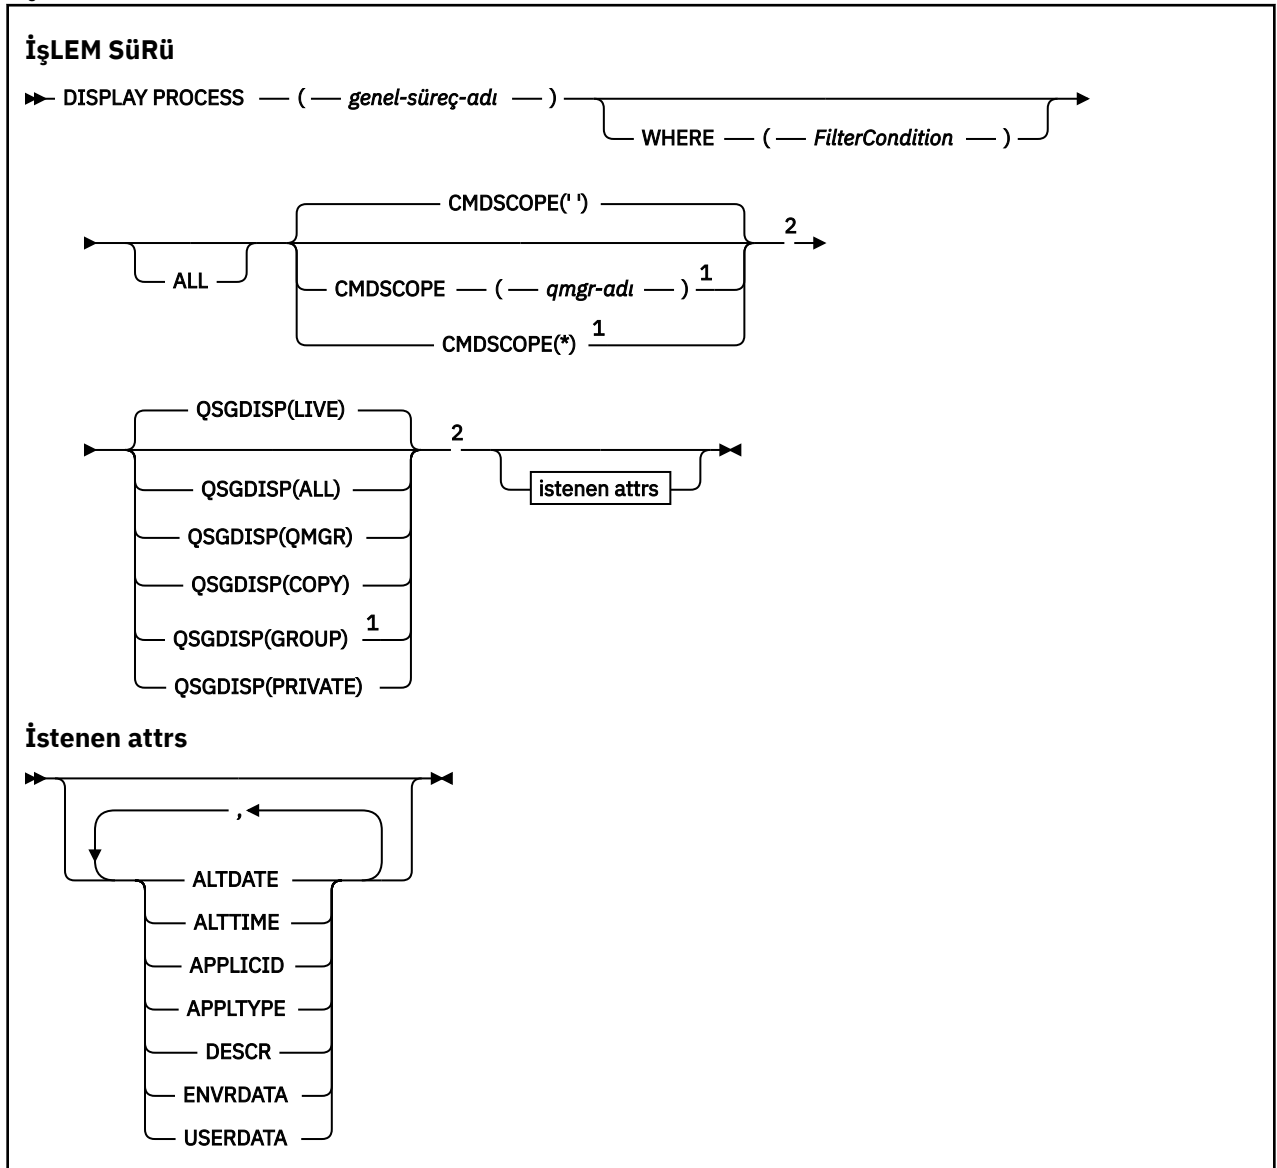 İşLEM SüRü
DISPLAY PROCESS ( genel-süreç-adı )
WHERE ( FilterCondition )
ALL
CMDSCOPE(' ')
CMDSCOPE ( qmgr-adı ) 1
CMDSCOPE(*) 1
2
QSGDISP(LIVE)
QSGDISP(ALL)
QSGDISP(QMGR)
QSGDISP(COPY)
QSGDISP(GROUP) 1
QSGDISP(PRIVATE)
2
istenen attrs
İstenen attrs
,
ALTDATE
ALTTIME
APPLICID
APPLTYPE
DESCR
ENVRDATA
USERDATA